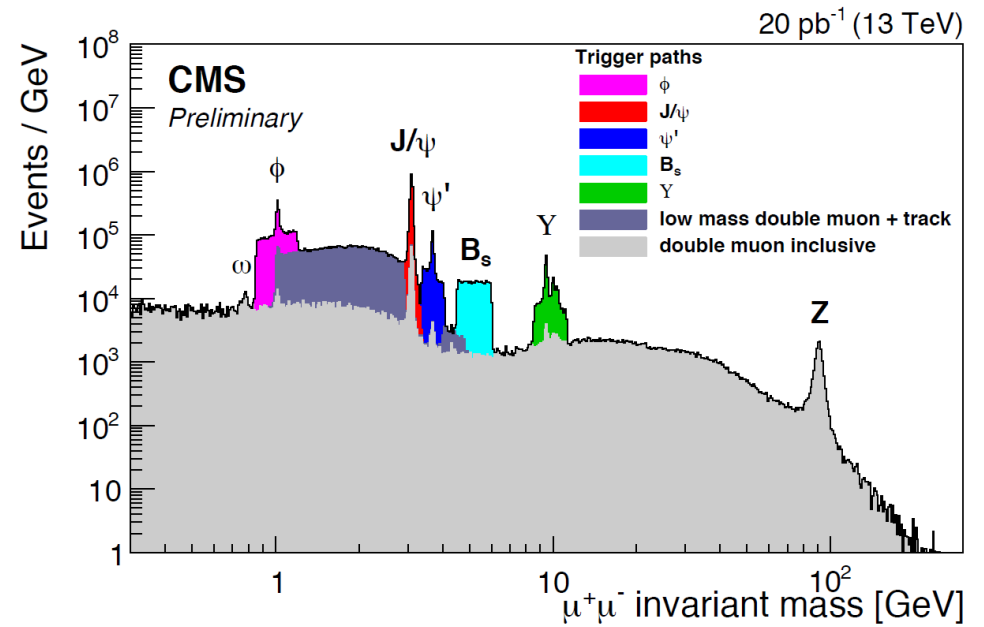 20 pb⁻¹ (13 TeV)
CMS
Preliminary
Trigger paths
ϕ
J/ψ
ψ'
Bₛ
Υ
low mass double muon + track
double muon inclusive
ω
ϕ
J/ψ
ψ'
Bₛ
Υ
Z
Events / GeV
10⁸
10⁷
10⁶
10⁵
10⁴
10³
10²
10
1
1
10
10²
μ⁺μ⁻ invariant mass [GeV]